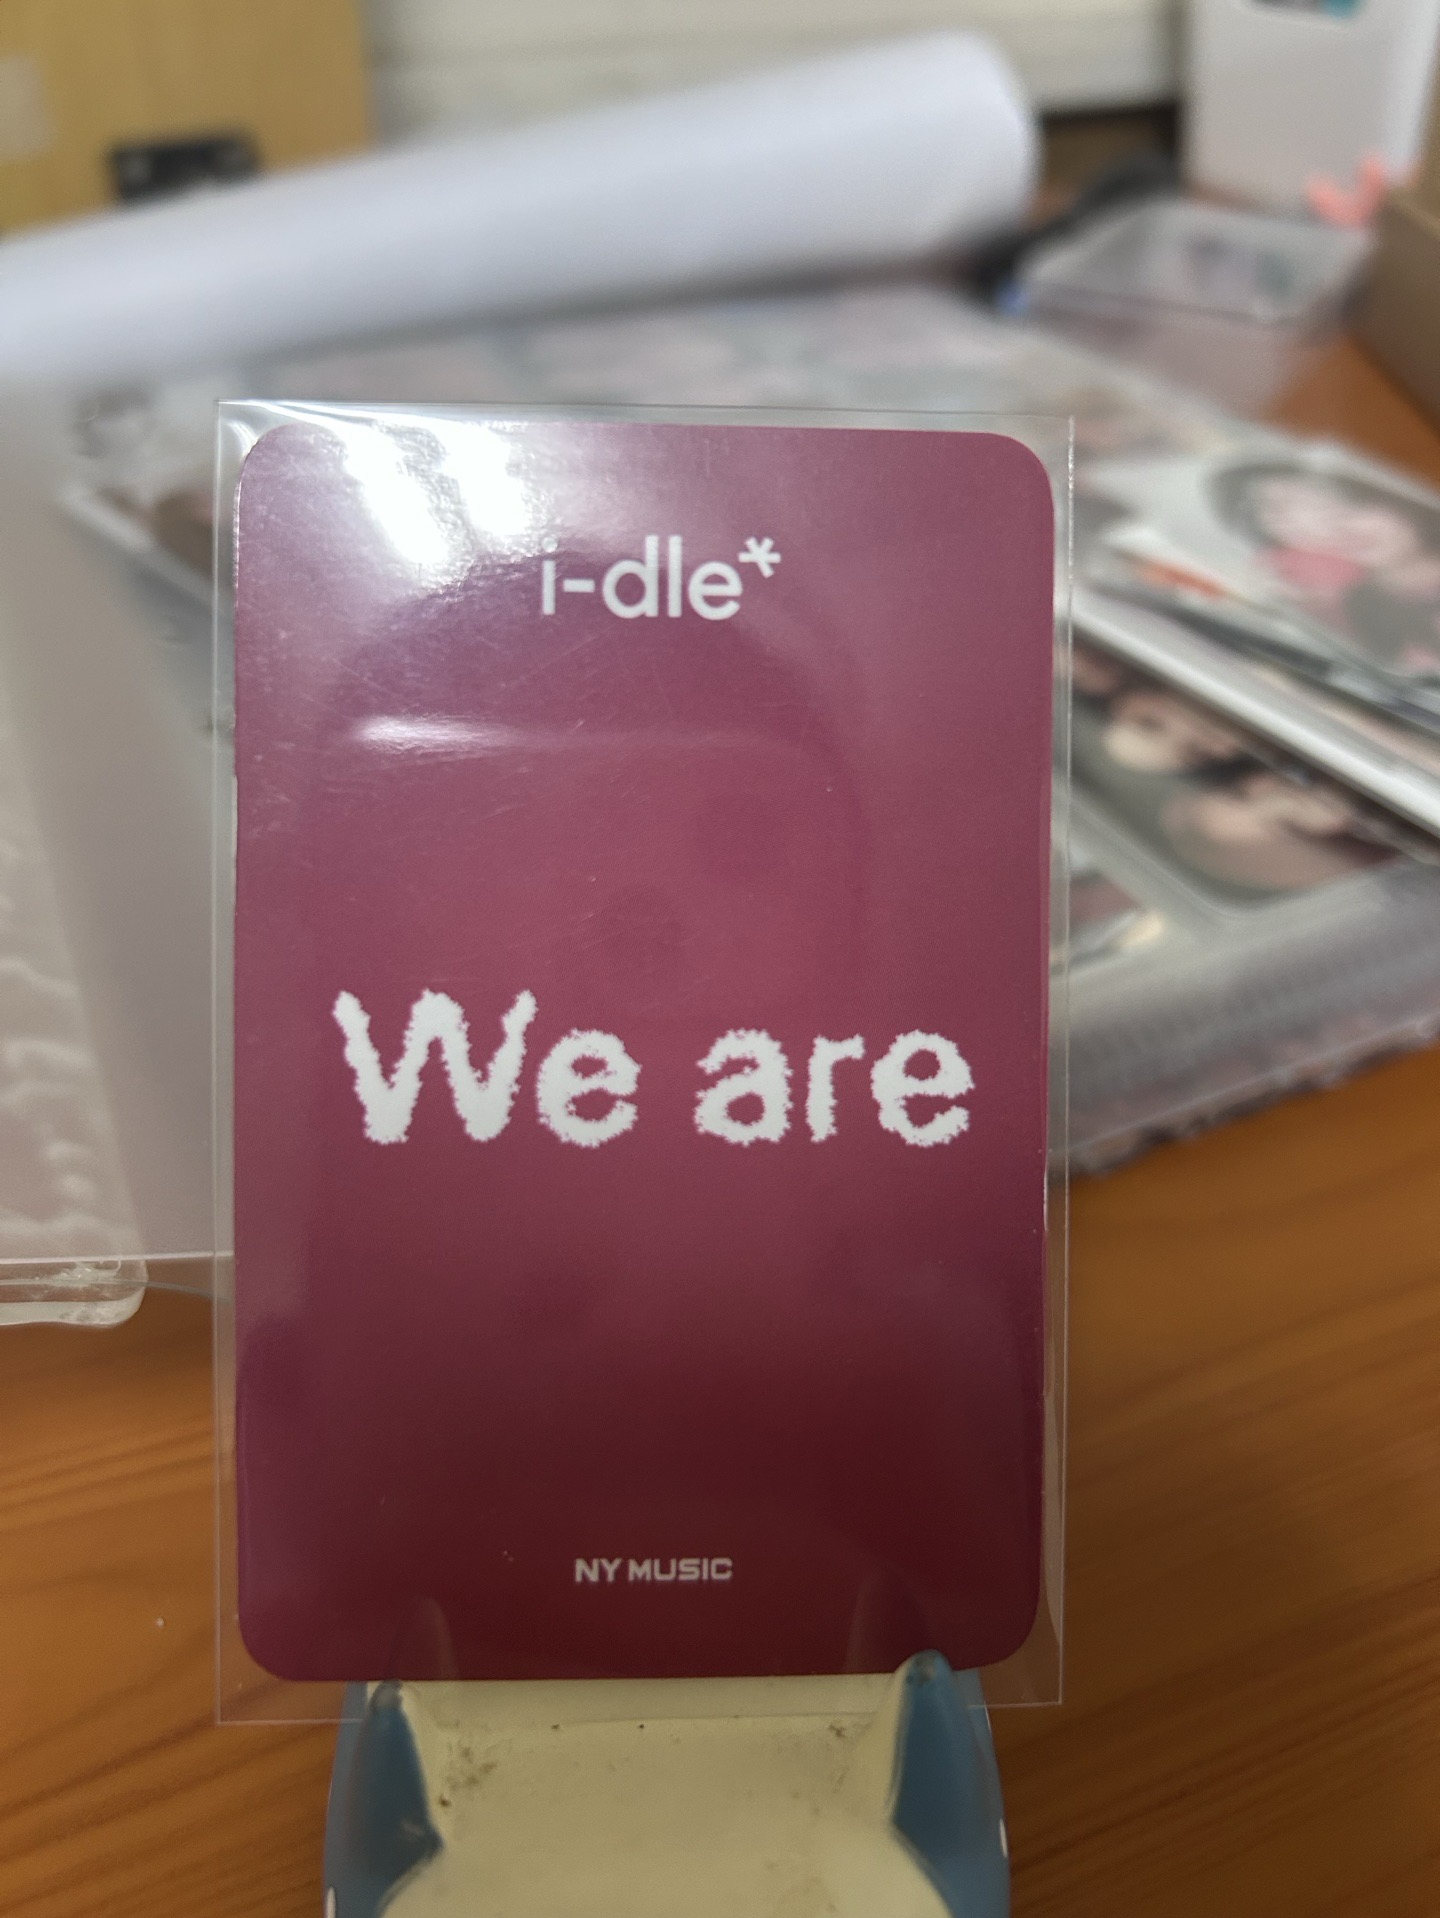 i-dle*
We are
NY MUSIC